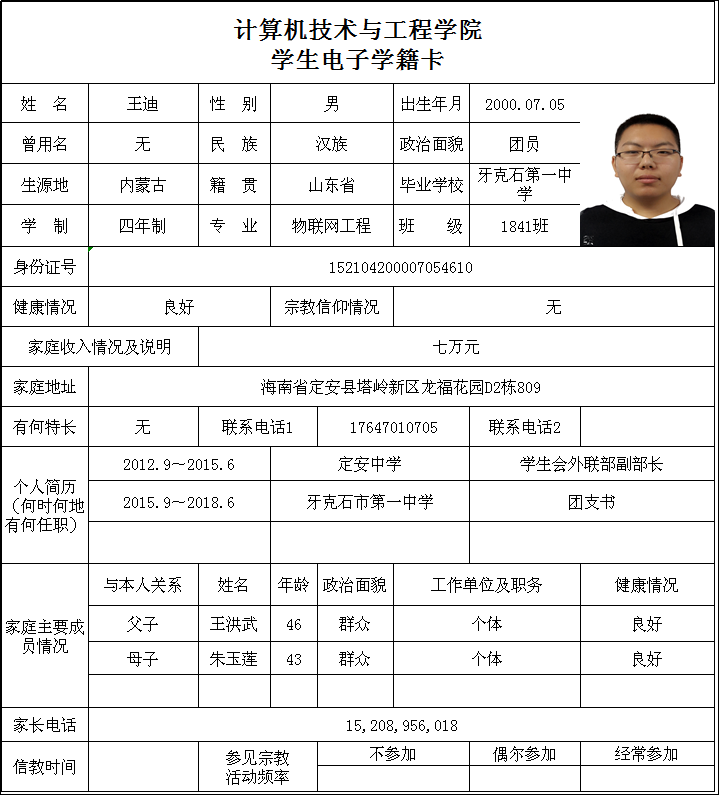 计算机技术与工程学院
学生电子学籍卡
姓 名 王迪 性 别 男 出生年月 2000.07.05
曾用名 无 民 族 汉族 政治面貌 团员
生源地 内蒙古 籍 贯 山东省 毕业学校 牙克石第一中学
学 制 四年制 专 业 物联网工程 班 级 1841班
身份证号 152104200007054610
健康情况 良好 宗教信仰情况 无
家庭收入情况及说明 七万元
家庭地址 海南省定安县塔岭新区龙福花园D2栋809
有何特长 无 联系电话1 17647010705 联系电话2
个人简历
（何时何地
有何任职）
2012.9～2015.6 定安中学 学生会外联部副部长
2015.9～2018.6 牙克石市第一中学 团支书
家庭主要成
员情况
与本人关系 姓名 年龄 政治面貌 工作单位及职务 健康情况
父子 王洪武 46 群众 个体 良好
母子 朱玉莲 43 群众 个体 良好
家长电话 15,208,956,018
信教时间 参见宗教
活动频率 不参加 偶尔参加 经常参加